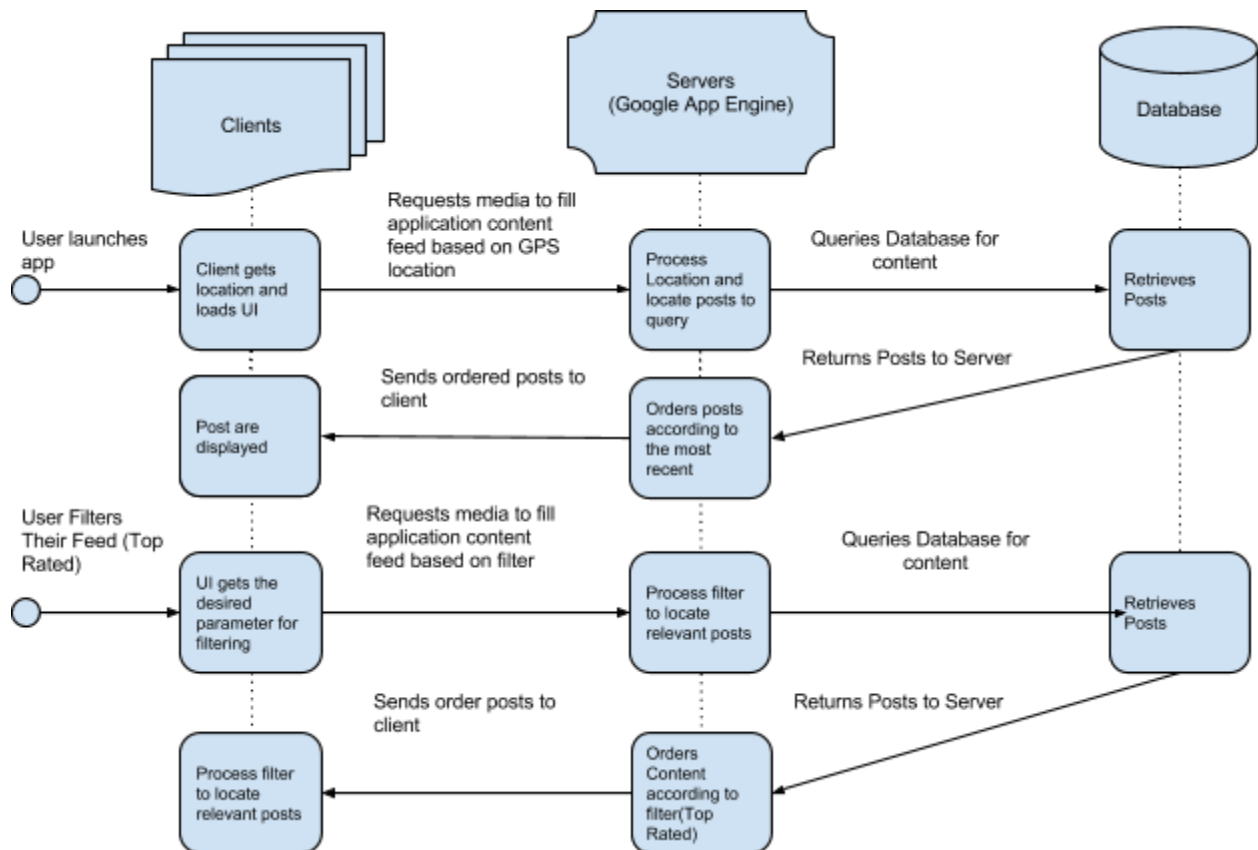 Clients
Servers
(Google App Engine)
Database
User launches
app
Client gets
location and
loads UI
Requests media to fill
application content
feed based on GPS
location
Process
Location and
locate posts to
query
Queries Database for
content
Retrieves
Posts
Returns Posts to Server
Orders posts
according to
the most
recent
Sends ordered posts to
client
Post are
displayed
User Filters
Their Feed (Top
Rated)
UI gets the
desired
parameter for
filtering
Requests media to fill
application content
feed based on filter
Process filter
to locate
relevant posts
Queries Database for
content
Retrieves
Posts
Returns Posts to Server
Orders
Content
according to
filter(Top
Rated)
Sends order posts to
client
Process filter
to locate
relevant posts